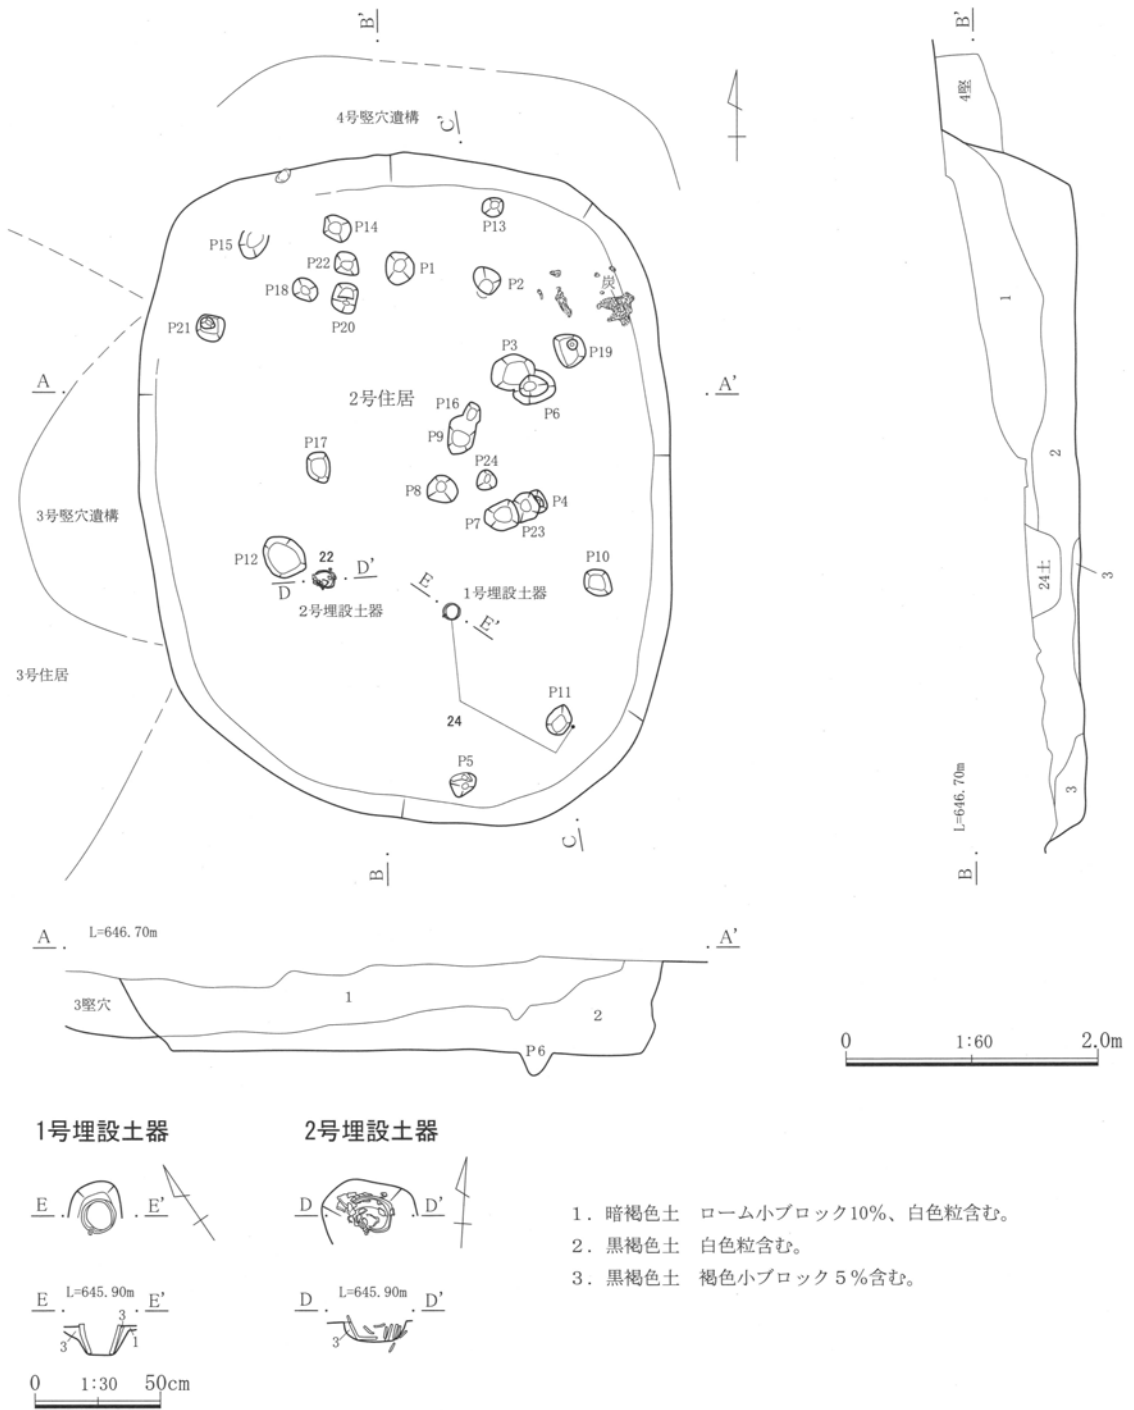 B'
B'
4号竪穴遺構
C'
4竪
P14
P13
P15
P22
P1
P2
炭
P18
P20
1
P21
P3
P19
A
A'
P6
2号住居
P16
P9
P17
P24
2
P8
P4
P7
P23
3号竪穴遺構
P12
22
D
D'
P10
E
1号埋設土器
24土
3
2号埋設土器
E'
3号住居
P11
24
P5
3
L=646.70m
C
B
B
A
L=646.70m
A'
3竪穴
1
2
P6
0 1:60 2.0m
1号埋設土器
2号埋設土器
E
E'
D
D'
1. 暗褐色土 ローム小ブロック10%、白色粒含む。
2. 黒褐色土 白色粒含む。
3. 黒褐色土 褐色小ブロック5%含む。
E
L=645.90m
E'
D
L=645.90m
D'
3
3
1
3
0 1:30 50cm